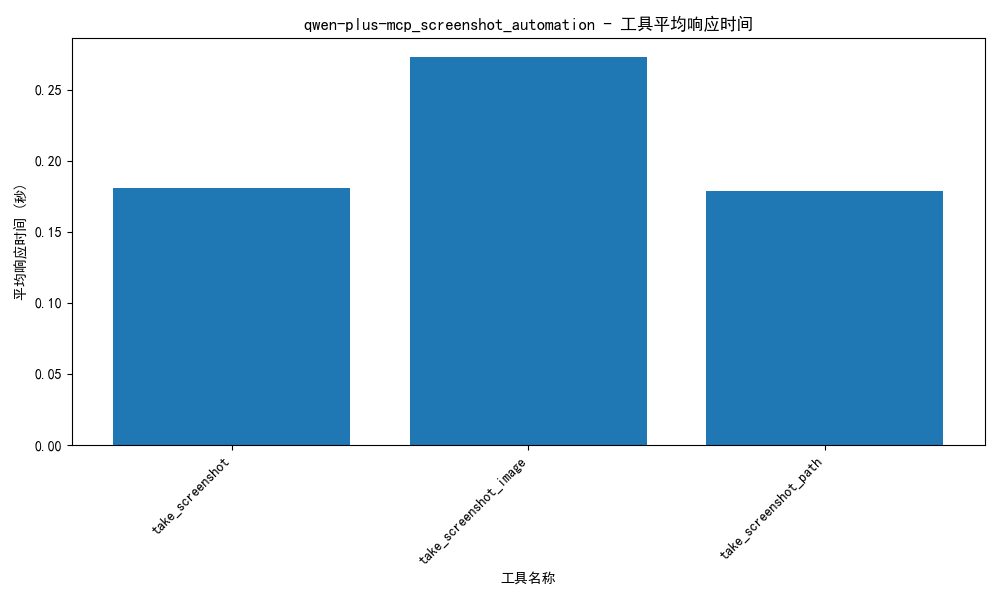 qwen-plus-mcp_screenshot_automation - 工具平均响应时间
平均响应时间 (秒)
0.25
0.20
0.15
0.10
0.05
0.00
take_screenshot
take_screenshot_image
take_screenshot_path
工具名称